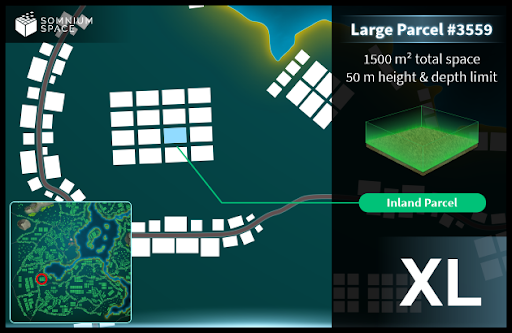 SOMNIUM
SPACE
Large Parcel #3559
1500 m² total space
50 m height & depth limit
Inland Parcel
XL